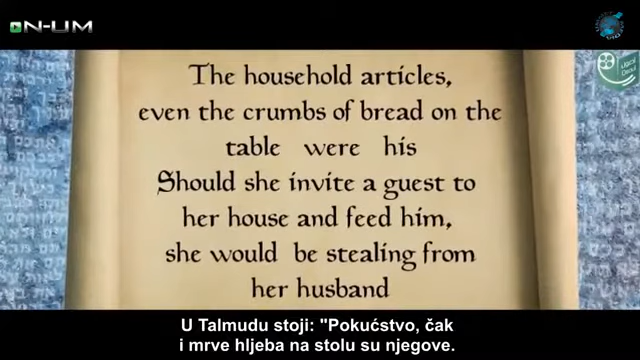 ON-UM
The household articles,
even the crumbs of bread on the
table were his
Should she invite a guest to
her house and feed him,
she would be stealing from
her husband
U Talmudu stoji: "Pokućstvo, čak
i mrve hljeba na stolu su njegove.